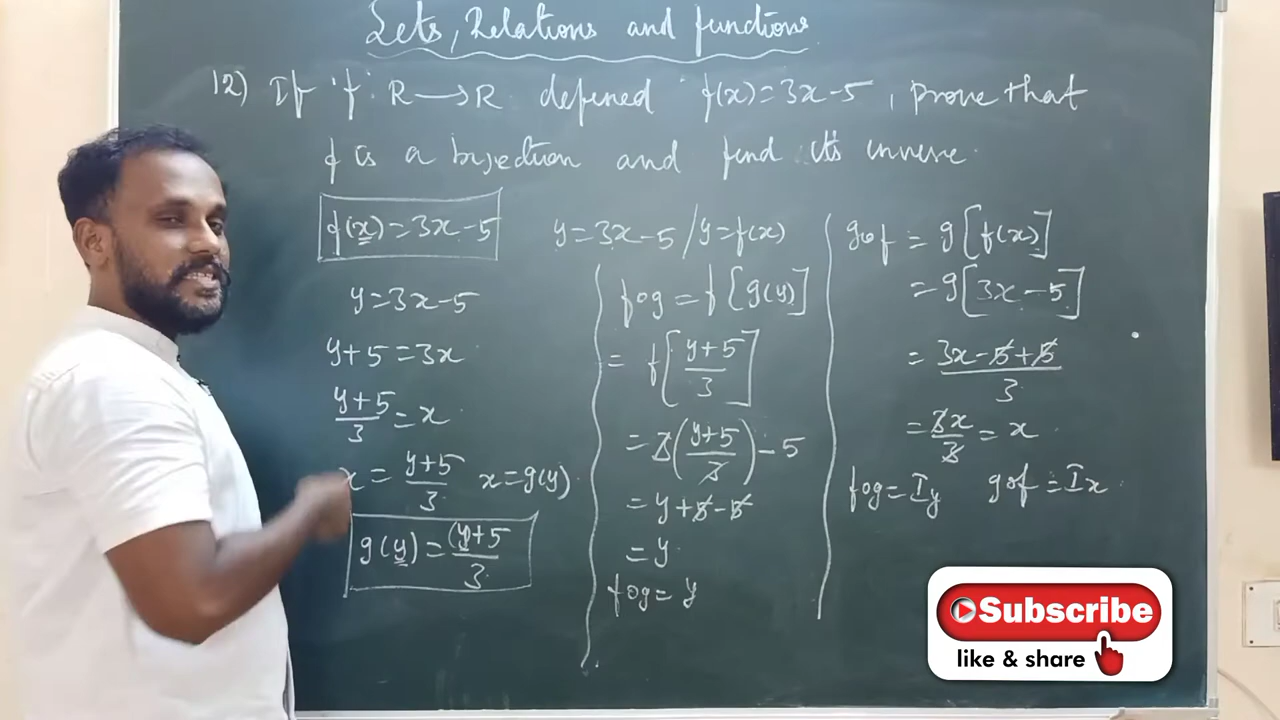 Sets, Relations and functions
12) If f: R → R defined f(x) = 3x-5, prove that
f is a bijection and find its inverse.
f(x) = 3x-5
y = 3x-5 / y = f(x)
y = 3x-5
y+5 = 3x
y+5/3 = x
x = y+5/3 x = g(y)
g(y) = (y+5/3
fog = f[g(y)]
= f[y+5/3]
= 3(y+5/3) - 5
= y+5-5
= y
fog = y
gof = g[f(x)]
= g[3x-5]
= 3x-5+5/3
= 3x/3 = x
fog = Iy gof = Ix
Subscribe
like & share